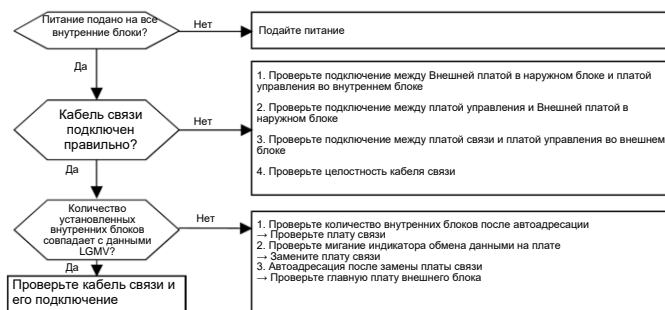 Питание подано на все
внутренние блоки?
Нет
Подайте питание
Да
Кабель связи
подключен
правильно?
Нет
1. Проверьте подключение между Внешней платой в наружном блоке и платой
управления во внутреннем блоке
2. Проверьте подключение между платой управления и Внешней платой в
наружном блоке
3. Проверьте подключение между платой связи и платой управления во внешнем
блоке
4. Проверьте целостность кабеля связи
Да
Количество
установленных
внутренних блоков
совпадает с данными
LGMV?
Нет
1. Проверьте количество внутренних блоков после автоадресации
→ Проверьте плату связи
2. Проверьте мигание индикатора обмена данными на плате
→ Замените плату связи
3. Автоадресация после замены платы связи
→ Проверьте главную плату внешнего блока
Да
Проверьте кабель связи и
его подключение